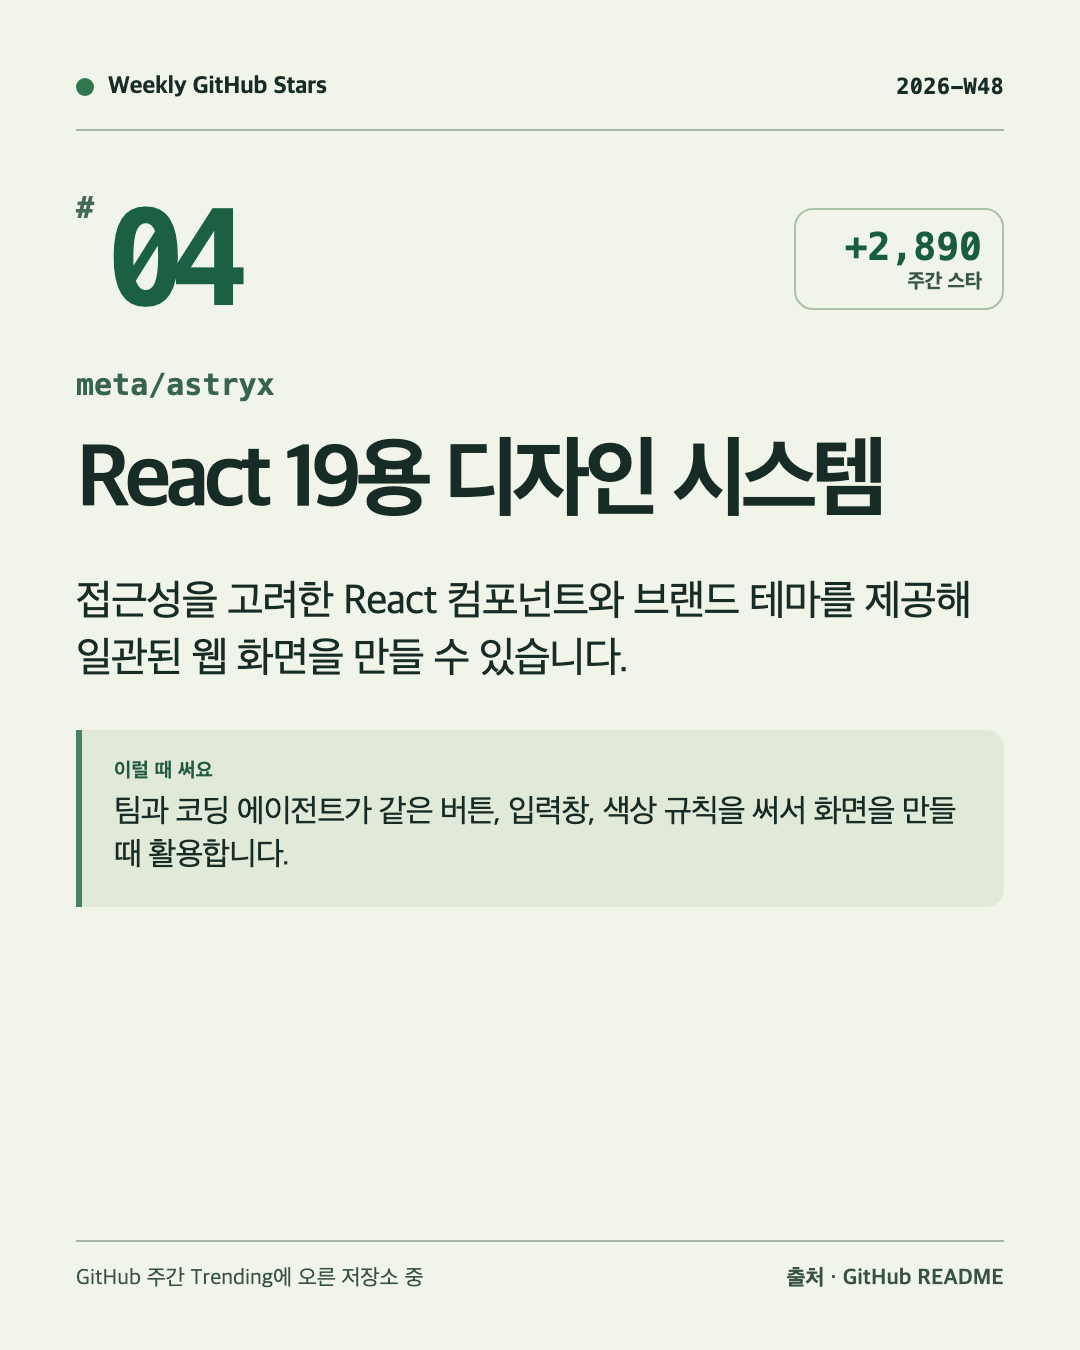 Weekly GitHub Stars
2026–W48
#04
+2,890
주간 스타
meta/astryx
React 19용 디자인 시스템
접근성을 고려한 React 컴포넌트와 브랜드 테마를 제공해
일관된 웹 화면을 만들 수 있습니다.
이럴 때 써요
팀과 코딩 에이전트가 같은 버튼, 입력창, 색상 규칙을 써서 화면을 만들
때 활용합니다.
GitHub 주간 Trending에 오른 저장소 중
출처 · GitHub README